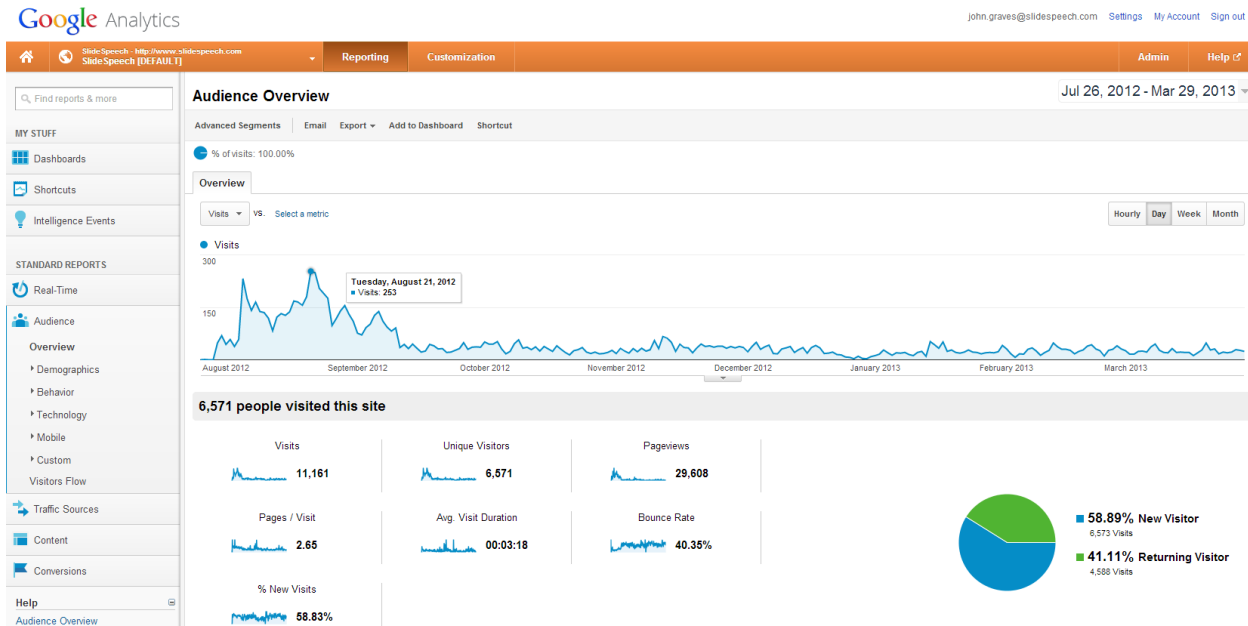 Google Analytics
john.graves@slidespeech.com Settings My Account Sign out
SlideSpeech - http://www.slidespeech.com
SlideSpeech [DEFAULT]
Reporting
Customization
Admin
Help
Find reports & more
MY STUFF
Dashboards
Shortcuts
Intelligence Events
STANDARD REPORTS
Real-Time
Audience
Overview
Demographics
Behavior
Technology
Mobile
Custom
Visitors Flow
Traffic Sources
Content
Conversions
Help
Audience Overview
Audience Overview
Jul 26, 2012 - Mar 29, 2013
Advanced Segments Email Export Add to Dashboard Shortcut
% of visits: 100.00%
Overview
Visits VS. Select a metric
Hourly Day Week Month
Visits
300
150
Tuesday, August 21, 2012
Visits: 253
August 2012 September 2012 October 2012 November 2012 December 2012 January 2013 February 2013 March 2013
6,571 people visited this site
Visits
11,161
Unique Visitors
6,571
Pageviews
29,608
Pages / Visit
2.65
Avg. Visit Duration
00:03:18
Bounce Rate
40.35%
% New Visits
58.83%
58.89% New Visitor
6,573 Visits
41.11% Returning Visitor
4,588 Visits